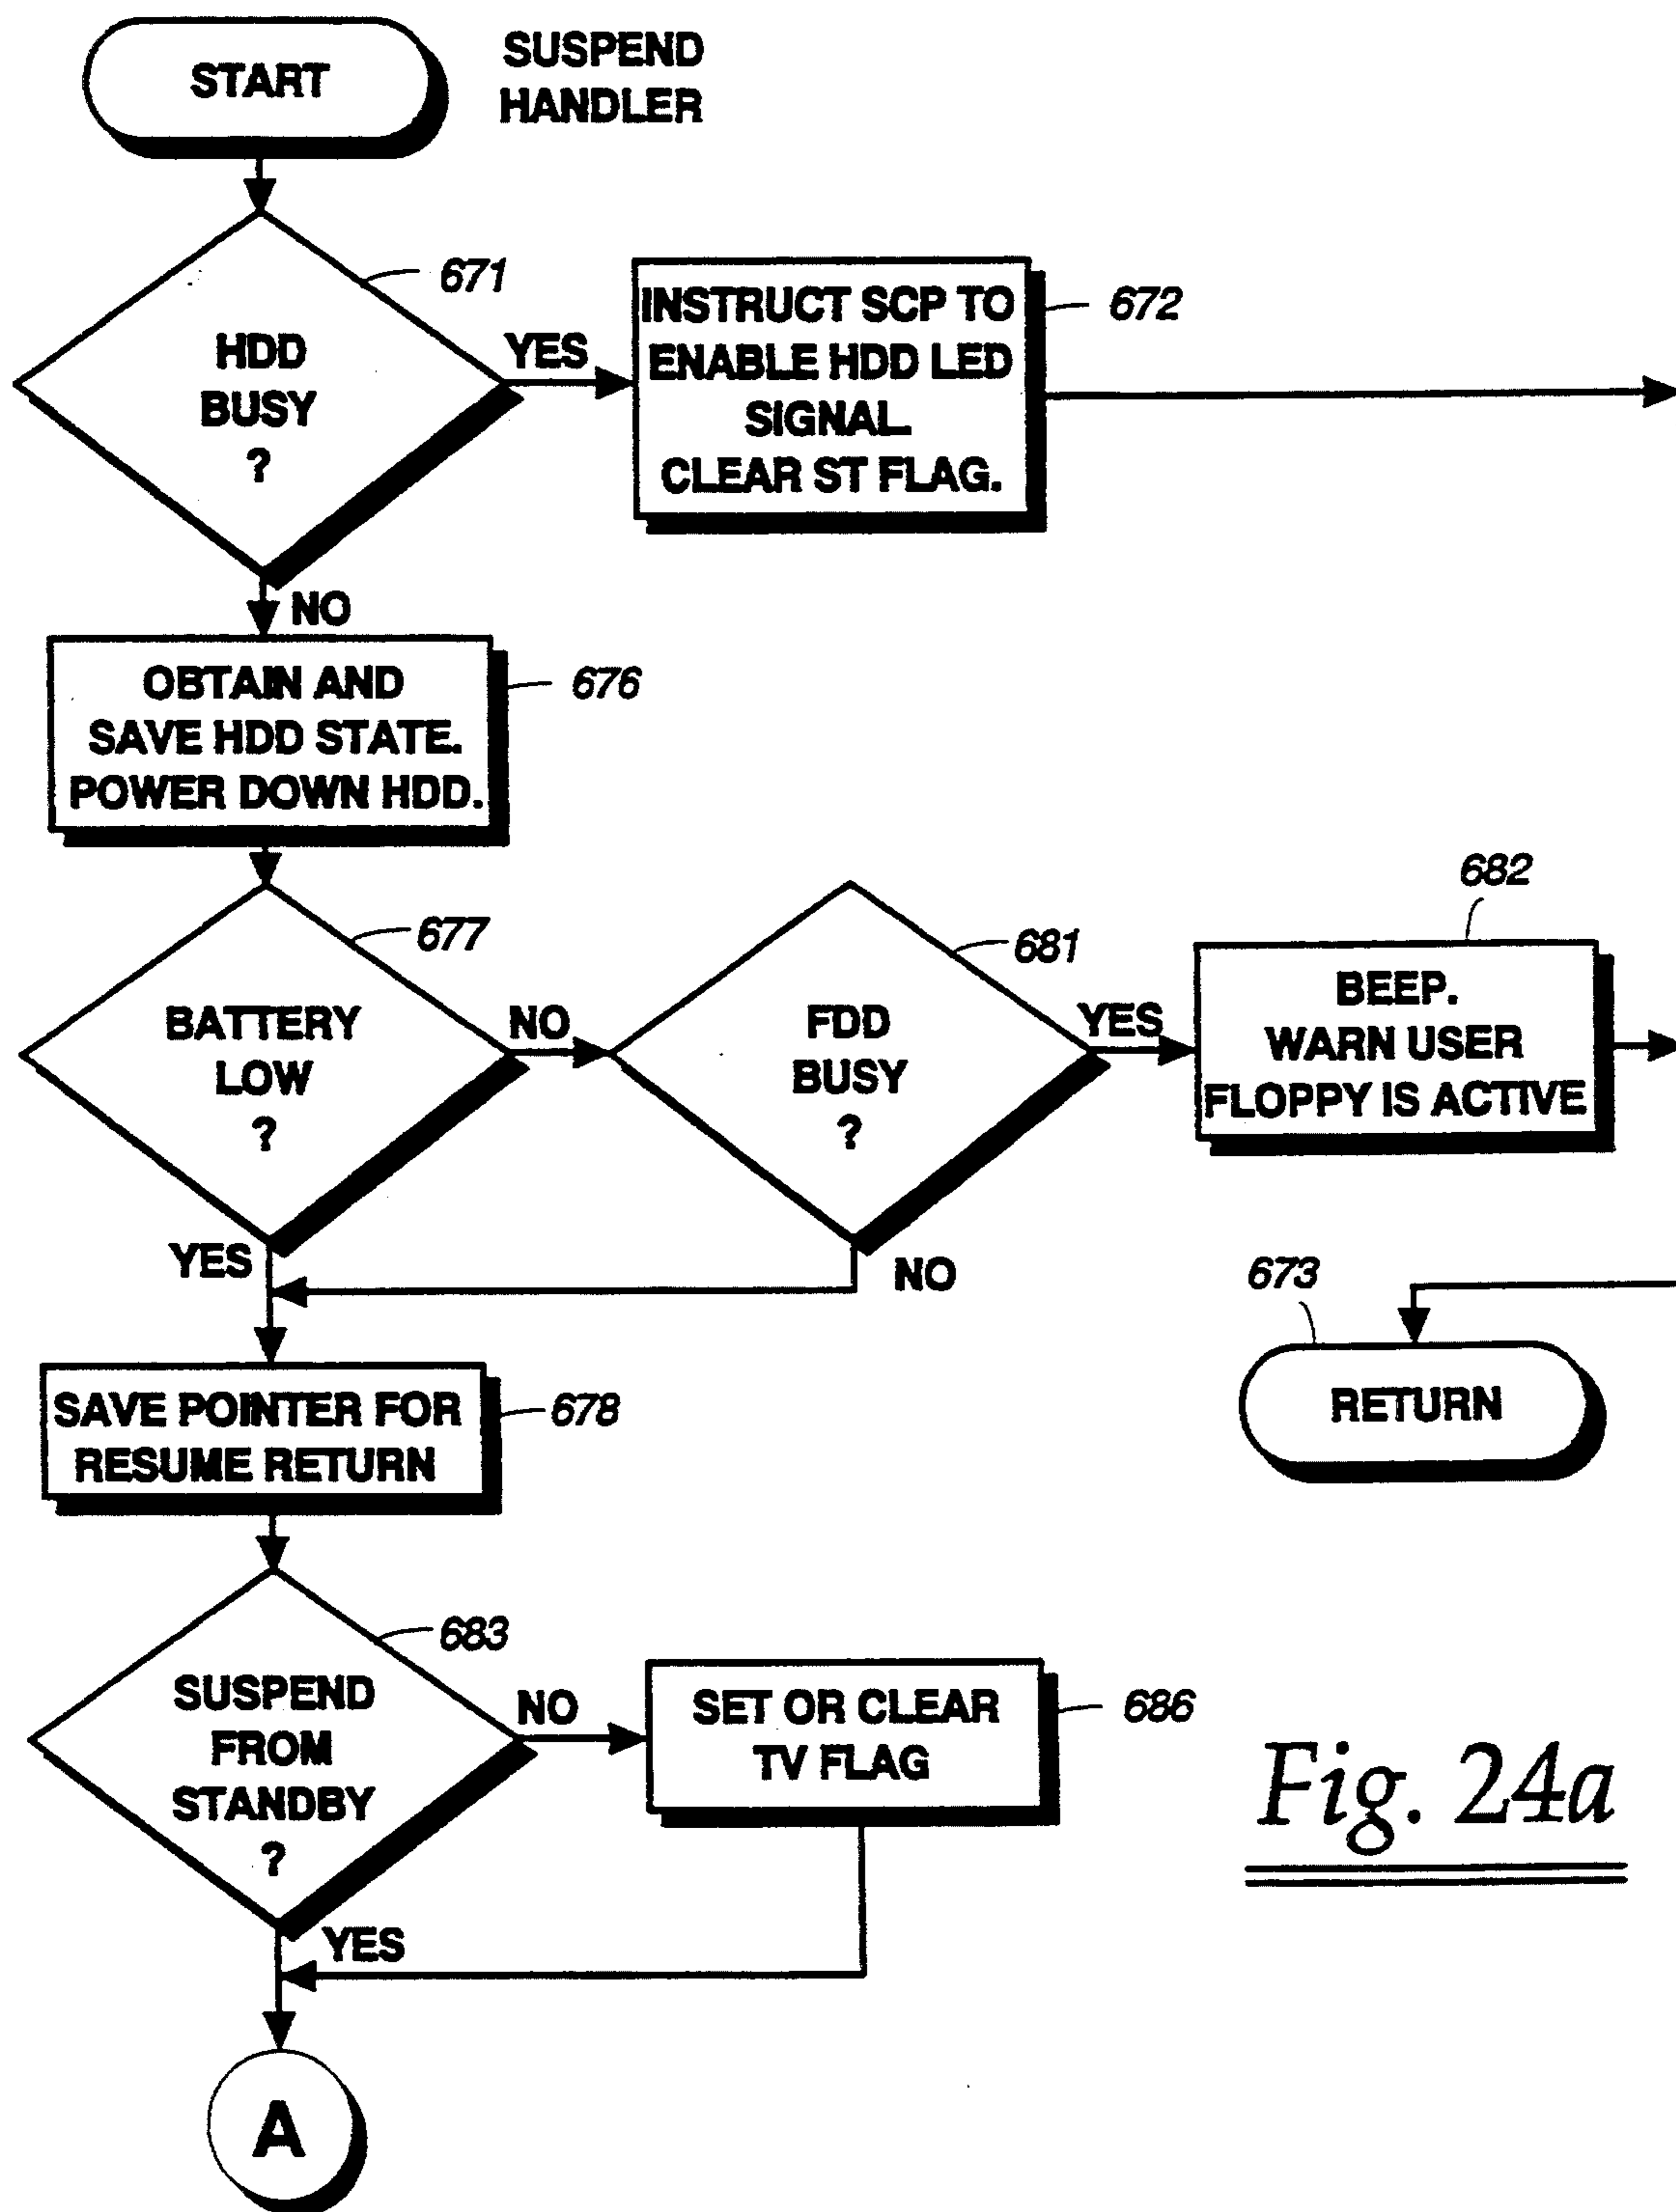 START
SUSPEND
HANDLER
671
HDD
BUSY
?
YES
INSTRUCT SCP TO
ENABLE HDD LED
SIGNAL.
CLEAR ST FLAG.
672
NO
OBTAIN AND
SAVE HDD STATE.
POWER DOWN HDD.
676
677
BATTERY
LOW
?
NO
681
FDD
BUSY
?
YES
682
BEEP.
WARN USER
FLOPPY IS ACTIVE
YES
NO
673
RETURN
SAVE POINTER FOR
RESUME RETURN
678
683
SUSPEND
FROM
STANDBY
?
NO
SET OR CLEAR
TV FLAG
686
YES
A
Fig. 24a